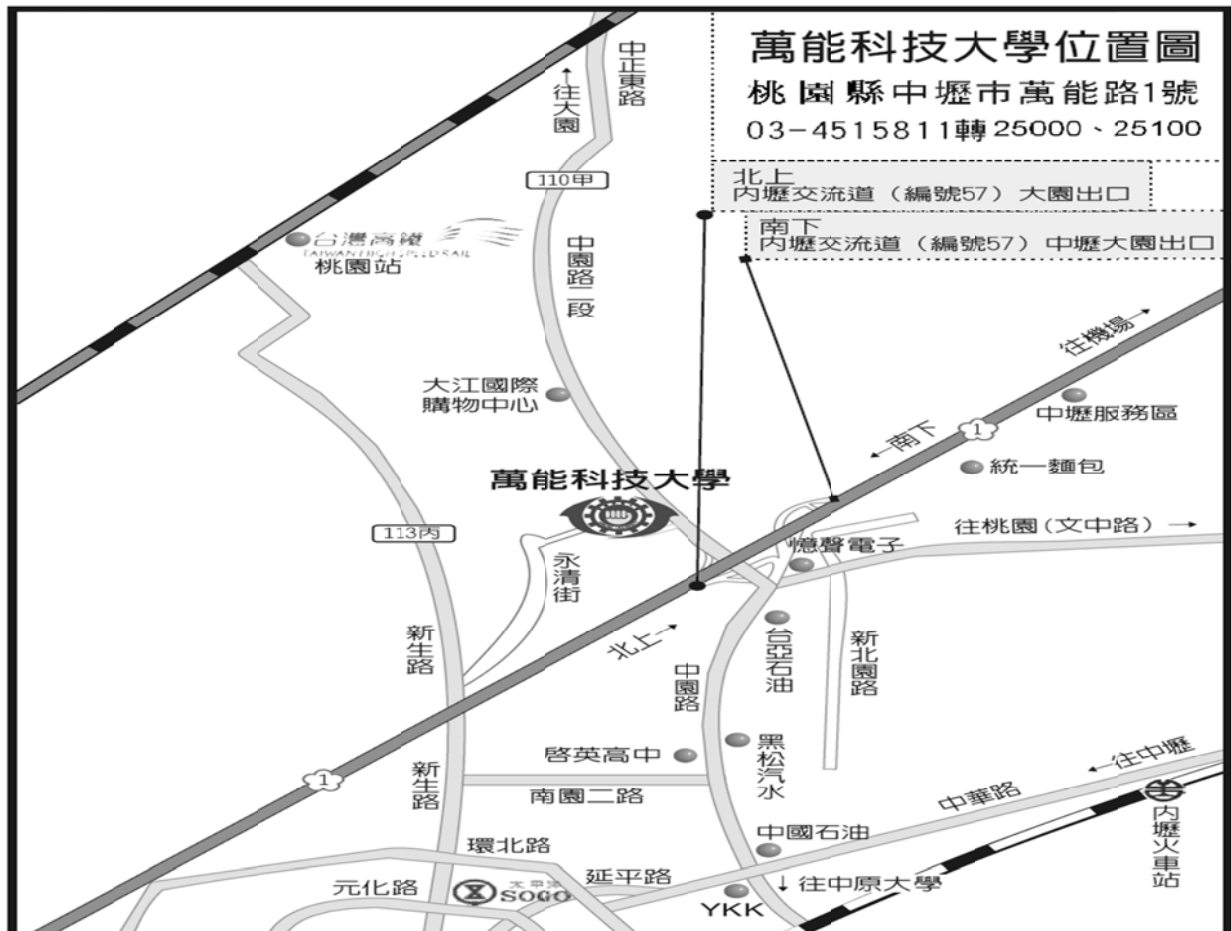 萬能科技大學位置圖
桃園縣中壢市萬能路1號
03-4515811轉25000、25100
北上
內壢交流道（編號57）大園出口
南下
內壢交流道（編號57）中壢大園出口
中正東路
←往大園
110甲
台灣高鐵
TAIWAN HIGH SPEED RAIL
桃園站
中園路二段
往機場→
大江國際
購物中心
中壢服務區
←南下
1
統一麵包
萬能科技大學
113丙
往桃園(文中路)→
憶聲電子
永清街
新生路
北上→
台亞石油
新北園路
中園路
啓英高中
黑松汽水
←往中壢
1
新生路
南園二路
中華路
內壢火車站
中國石油
環北路
元化路
太平洋
SOGO
延平路
↓往中原大學
YKK